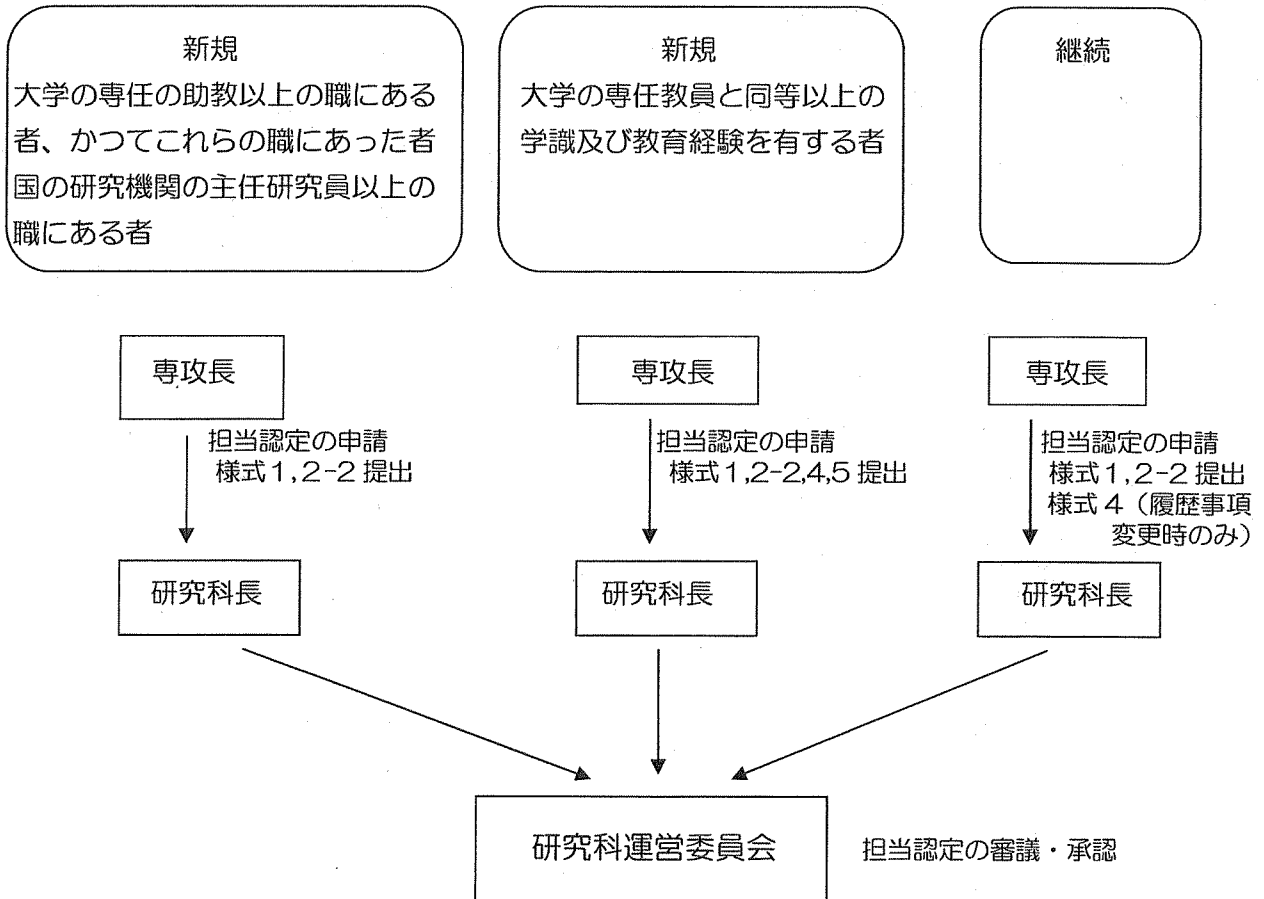 新規
大学の専任の助教以上の職にある
者、かつてこれらの職にあった者
国の研究機関の主任研究員以上の
職にある者
新規
大学の専任教員と同等以上の
学識及び教育経験を有する者
継続
専攻長
専攻長
専攻長
担当認定の申請
様式1,2-2 提出
担当認定の申請
様式1,2-2,4,5 提出
担当認定の申請
様式1,2-2 提出
様式4（履歴事項
変更時のみ）
研究科長
研究科長
研究科長
研究科運営委員会
担当認定の審議・承認